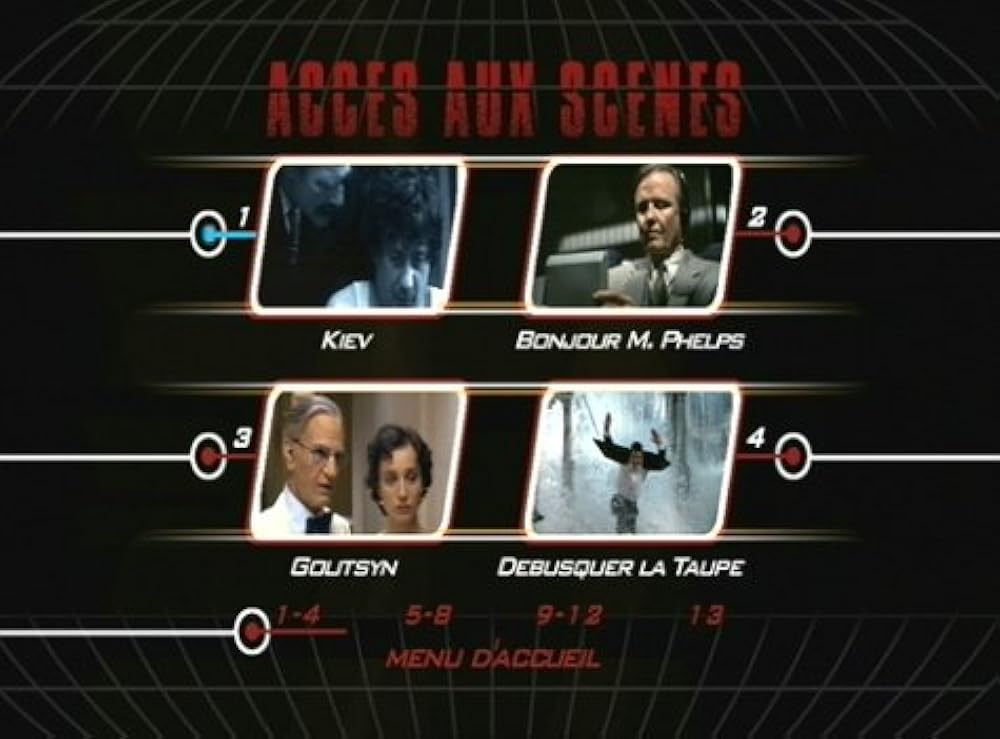 ACCES AUX SCENES
1
2
KIEV
BONJOUR M. PHELPS
3
4
GOUTSYN
DEBUSQUER LA TAUPE
1-4 5-8 9-12 13
MENU D'ACCUEIL